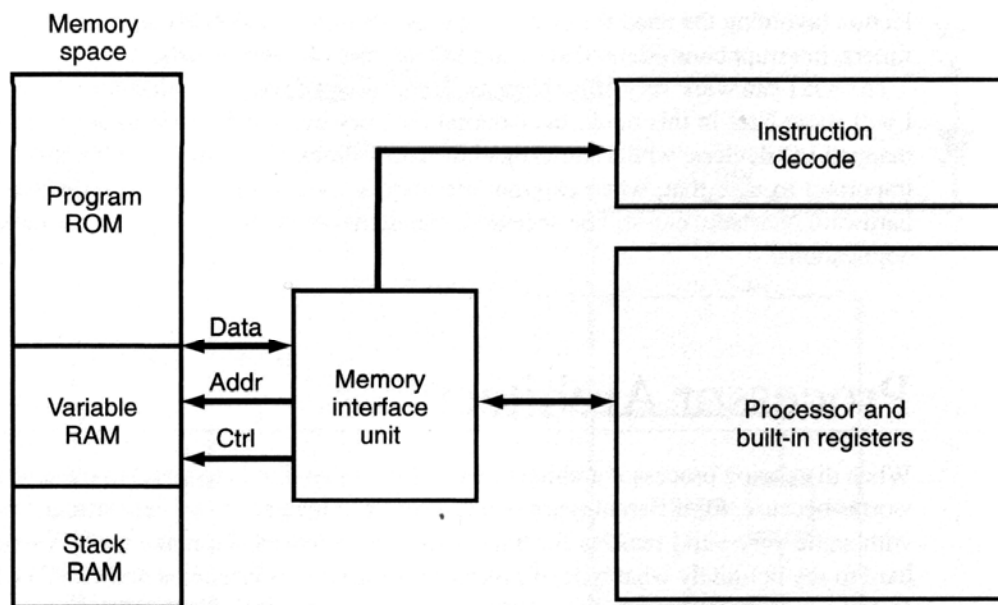 Memory
space
Program
ROM
Variable
RAM
Stack
RAM
Data
Addr
Ctrl
Memory
interface
unit
Instruction
decode
Processor and
built-in registers